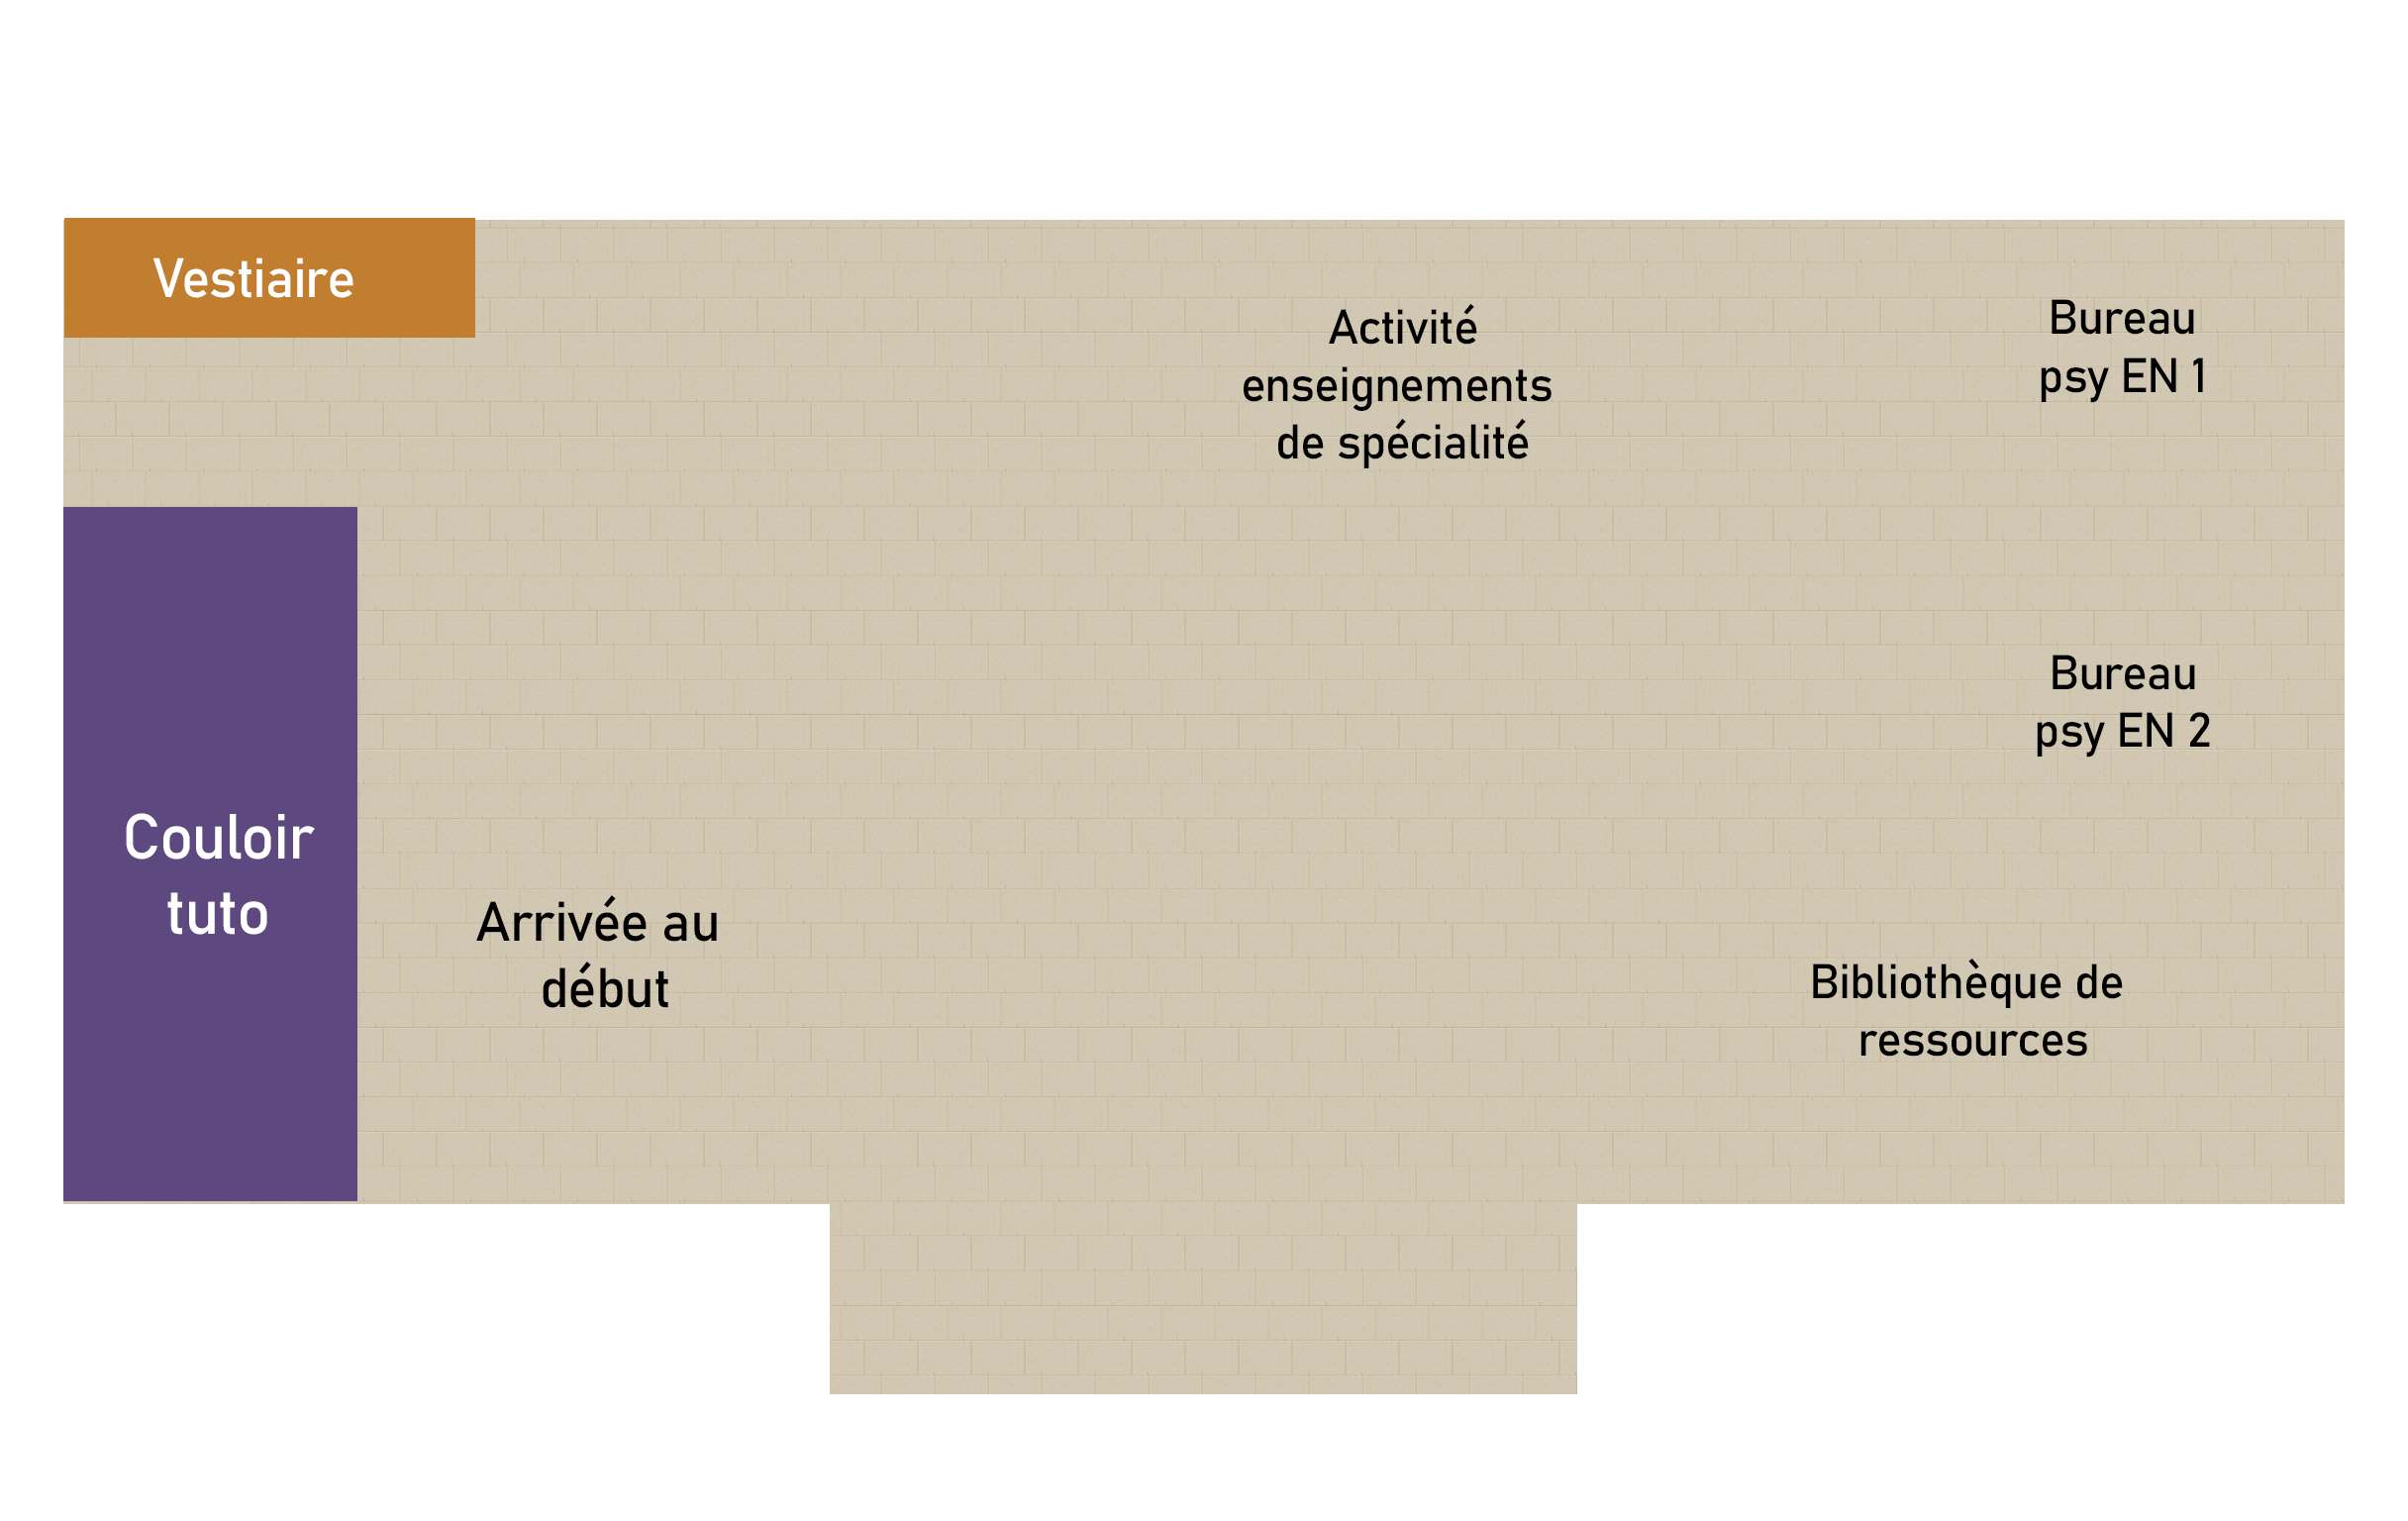 Vestiaire
Activité
enseignements
de spécialité
Bureau
psy EN 1
Bureau
psy EN 2
Couloir
tuto
Arrivée au
début
Bibliothèque de
ressources